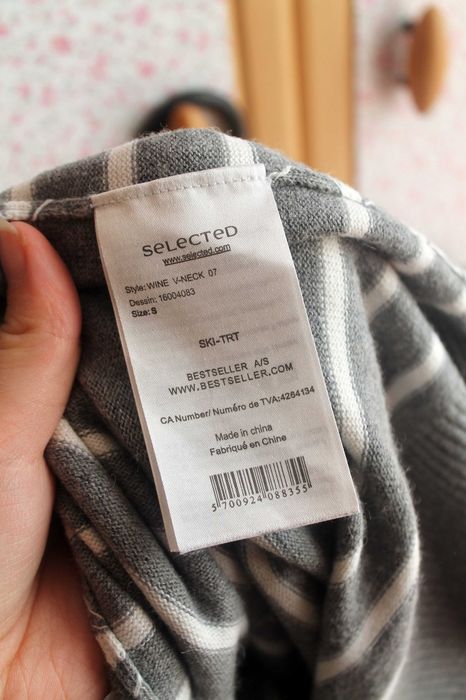 SELECTED
www.selected.com
Style: WINE V-NECK 07
Dessin: 16004083
Size: S
SKI-TRT
BESTSELLER A/S
WWW.BESTSELLER.COM
CA Number/ Numéro de TVA:4284134
Made in china
Fabriqué en Chine
5 700924 088355